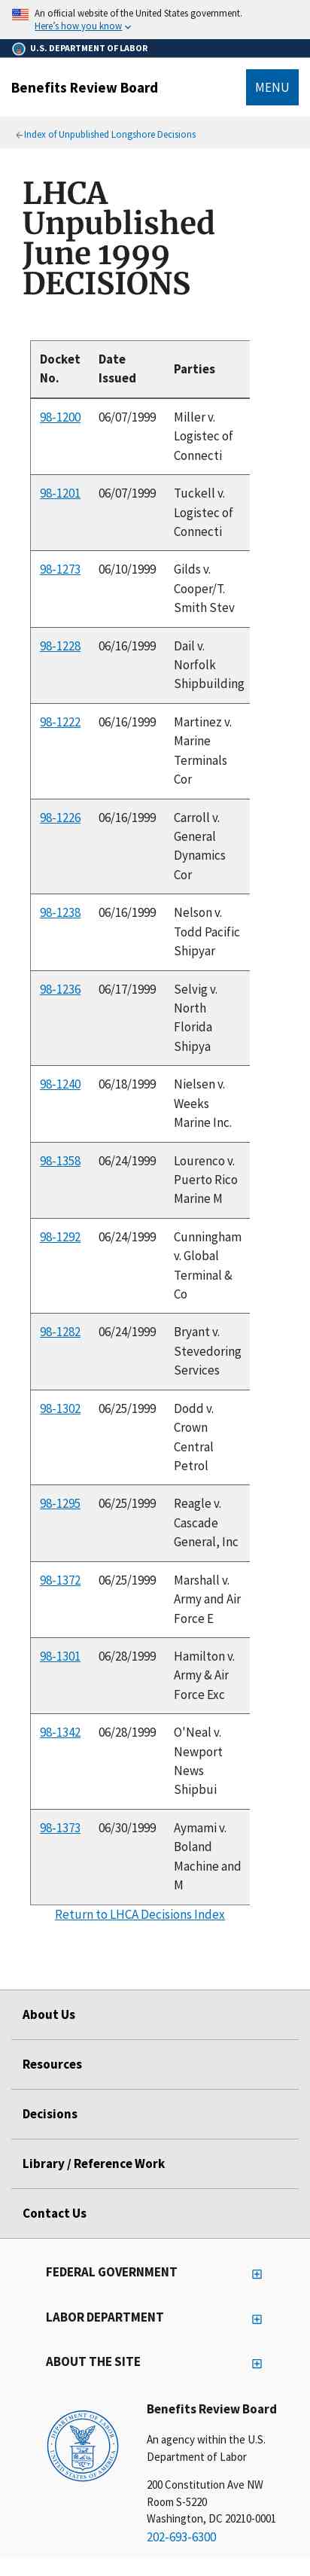 An official website of the United States government.
Here's how you know
U.S. DEPARTMENT OF LABOR
Benefits Review Board
MENU
Index of Unpublished Longshore Decisions
LHCA
Unpublished
June 1999
DECISIONS
Docket Date Parties
No. Issued
98-1200 06/07/1999 Miller v.
Logistec of
Connecti
98-1201 06/07/1999 Tuckell v.
Logistec of
Connecti
98-1273 06/10/1999 Gilds v.
Cooper/T.
Smith Stev
98-1228 06/16/1999 Dail v.
Norfolk
Shipbuilding
98-1222 06/16/1999 Martinez v.
Marine
Terminals
Cor
98-1226 06/16/1999 Carroll v.
General
Dynamics
Cor
98-1238 06/16/1999 Nelson v.
Todd Pacific
Shipyar
98-1236 06/17/1999 Selvig v.
North
Florida
Shipya
98-1240 06/18/1999 Nielsen v.
Weeks
Marine Inc.
98-1358 06/24/1999 Lourenco v.
Puerto Rico
Marine M
98-1292 06/24/1999 Cunningham
v. Global
Terminal &
Co
98-1282 06/24/1999 Bryant v.
Stevedoring
Services
98-1302 06/25/1999 Dodd v.
Crown
Central
Petrol
98-1295 06/25/1999 Reagle v.
Cascade
General, Inc
98-1372 06/25/1999 Marshall v.
Army and Air
Force E
98-1301 06/28/1999 Hamilton v.
Army & Air
Force Exc
98-1342 06/28/1999 O'Neal v.
Newport
News
Shipbui
98-1373 06/30/1999 Aymami v.
Boland
Machine and
M
Return to LHCA Decisions Index
About Us
Resources
Decisions
Library / Reference Work
Contact Us
FEDERAL GOVERNMENT
LABOR DEPARTMENT
ABOUT THE SITE
Benefits Review Board
An agency within the U.S.
Department of Labor
200 Constitution Ave NW
Room S-5220
Washington, DC 20210-0001
202-693-6300